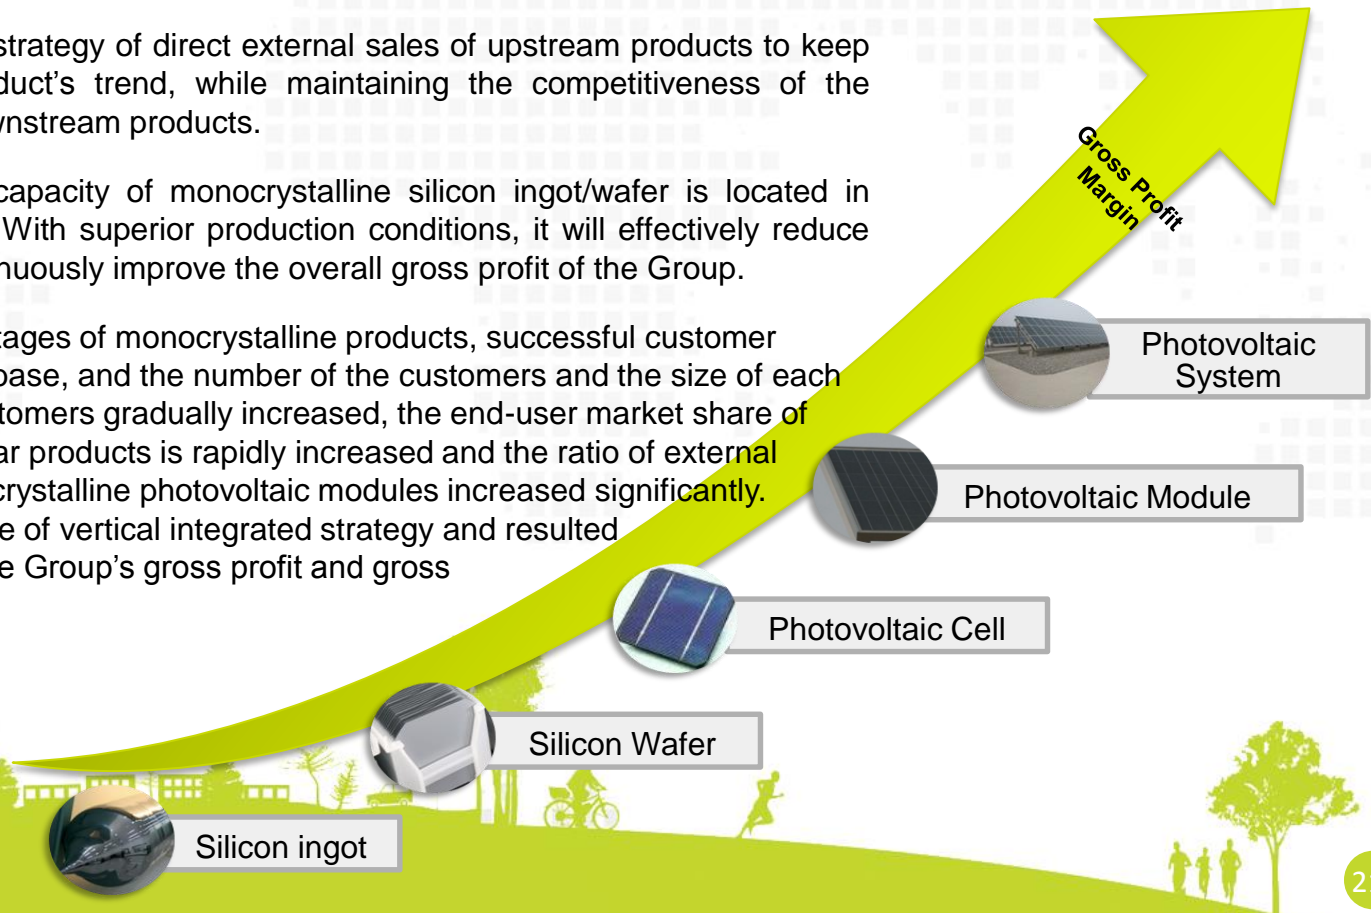 strategy of direct external sales of upstream products to keep
duct's trend, while maintaining the competitiveness of the
wnstream products.
capacity of monocrystalline silicon ingot/wafer is located in
With superior production conditions, it will effectively reduce
nuously improve the overall gross profit of the Group.
tages of monocrystalline products, successful customer
base, and the number of the customers and the size of each
tomers gradually increased, the end-user market share of
ar products is rapidly increased and the ratio of external
crystalline photovoltaic modules increased significantly.
e of vertical integrated strategy and resulted
e Group's gross profit and gross
Gross Profit
Margin
Photovoltaic
System
Photovoltaic Module
Photovoltaic Cell
Silicon Wafer
Silicon ingot
2